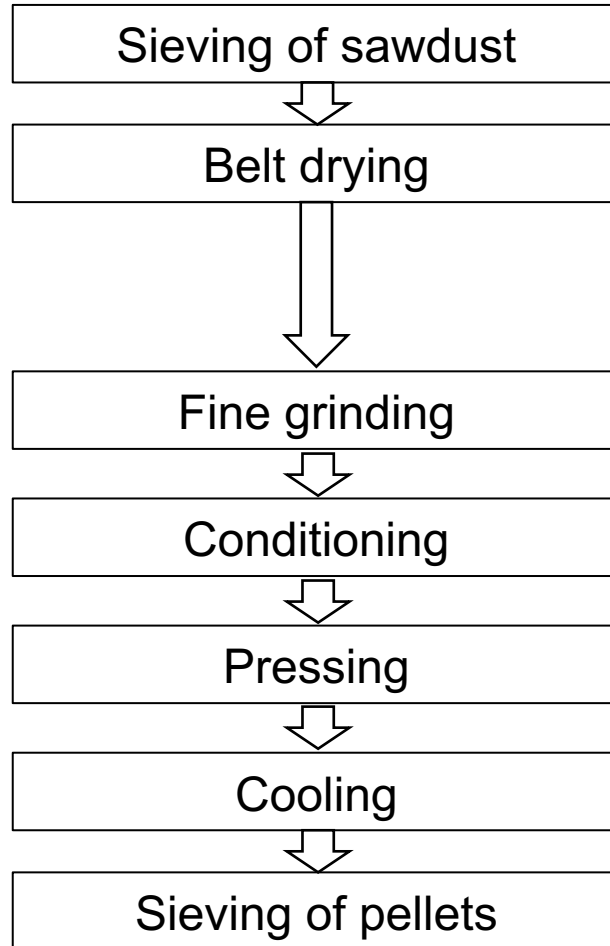 Sieving of sawdust
Belt drying
Fine grinding
Conditioning
Pressing
Cooling
Sieving of pellets